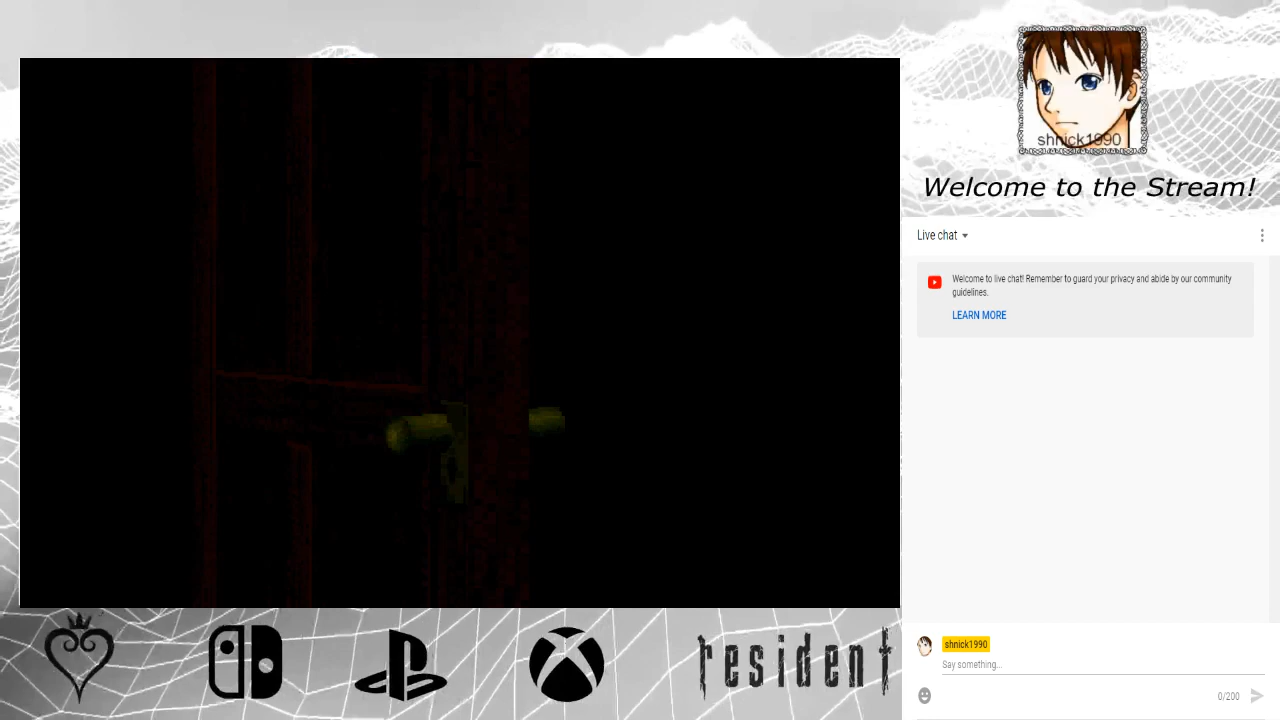 shnick1990
Welcome to the Stream!
Live chat
Welcome to live chat! Remember to guard your privacy and abide by our community
guidelines.
LEARN MORE
shnick1990
Say something...
0/200
resident